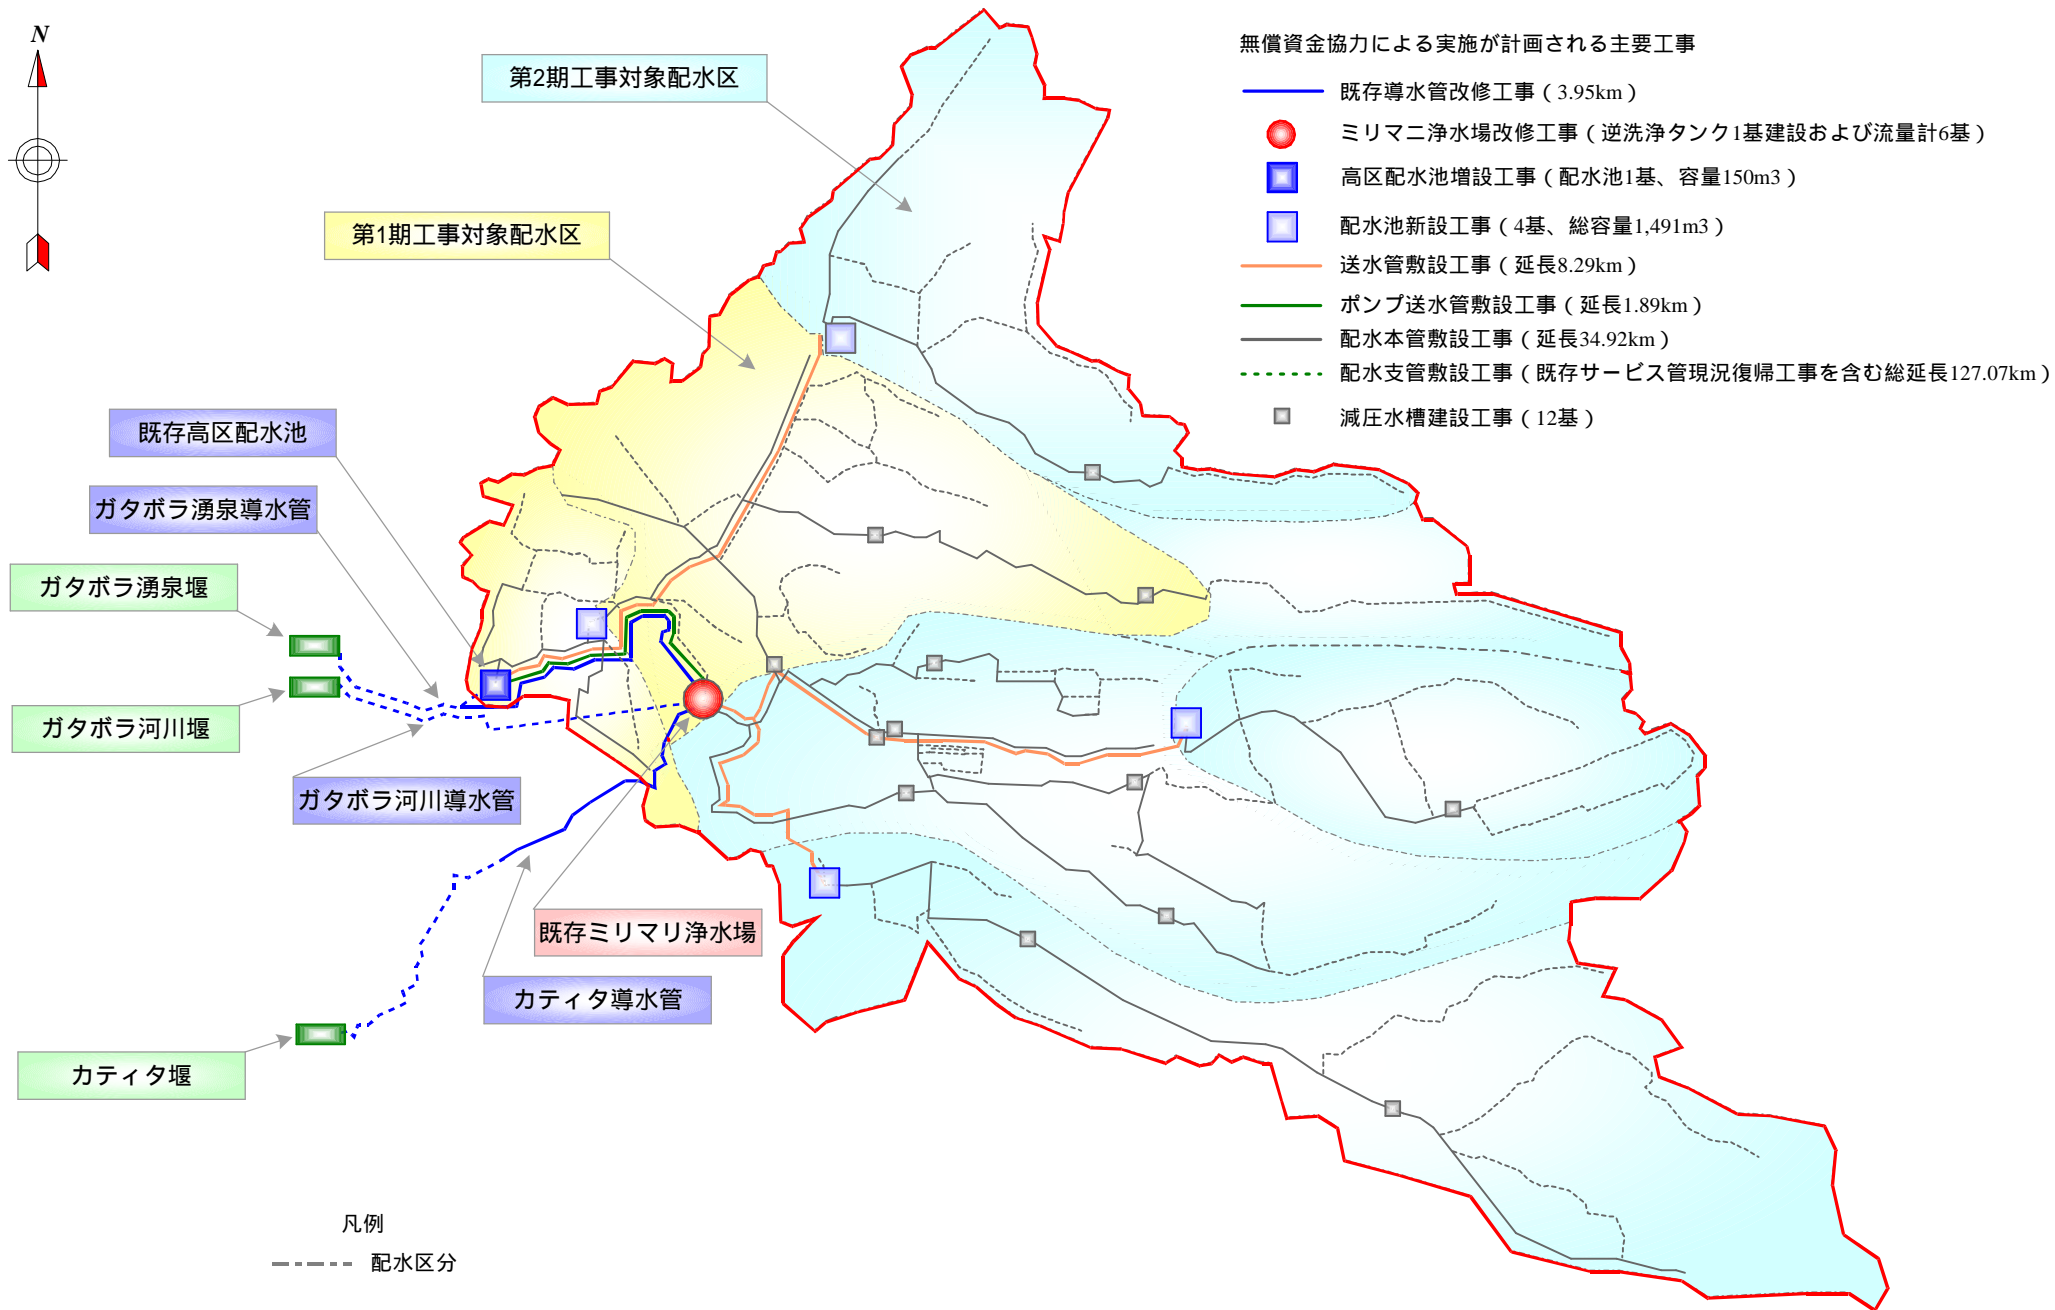 N
無償資金協力による実施が計画される主要工事
既存導水管改修工事（3.95km）
ミリマニ浄水場改修工事（逆洗浄タンク1基建設および流量計6基）
高区配水池増設工事（配水池1基、容量150m3）
配水池新設工事（4基、総容量1,491m3）
送水管敷設工事（延長8.29km）
ポンプ送水管敷設工事（延長1.89km）
配水本管敷設工事（延長34.92km）
配水支管敷設工事（既存サービス管現況復帰工事を含む総延長127.07km）
減圧水槽建設工事（12基）
第2期工事対象配水区
第1期工事対象配水区
既存高区配水池
ガタボラ湧泉導水管
ガタボラ湧泉堰
ガタボラ河川堰
ガタボラ河川導水管
既存ミリマリ浄水場
カティタ導水管
カティタ堰
凡例
配水区分